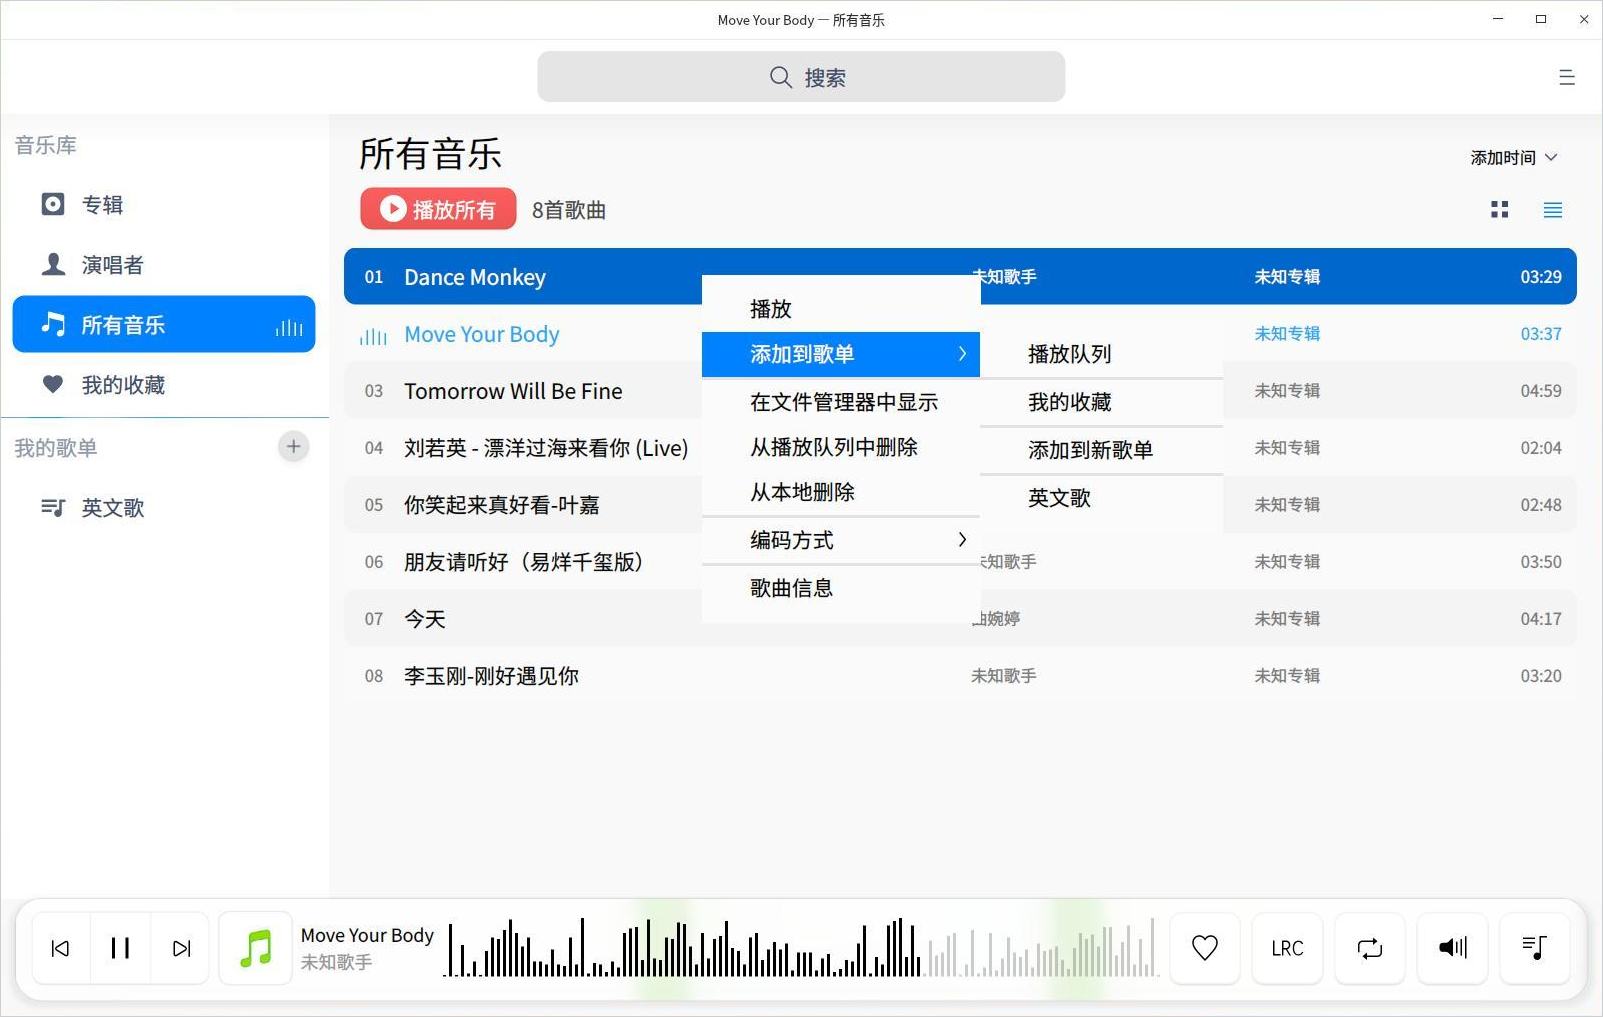 Move Your Body — 所有音乐
搜索
音乐库
专辑
演唱者
所有音乐
我的收藏
我的歌单
英文歌
所有音乐
添加时间
播放所有 8首歌曲
01 Dance Monkey 未知歌手 未知专辑 03:29
Move Your Body 未知专辑 03:37
03 Tomorrow Will Be Fine 未知专辑 04:59
04 刘若英 - 漂洋过海来看你 (Live) 未知专辑 02:04
05 你笑起来真好看-叶嘉 未知专辑 02:48
06 朋友请听好（易烊千玺版） 未知歌手 未知专辑 03:50
07 今天 曲婉婷 未知专辑 04:17
08 李玉刚-刚好遇见你 未知歌手 未知专辑 03:20
播放
添加到歌单
在文件管理器中显示
从播放队列中删除
从本地删除
编码方式
歌曲信息
播放队列
我的收藏
添加到新歌单
英文歌
Move Your Body
未知歌手
LRC